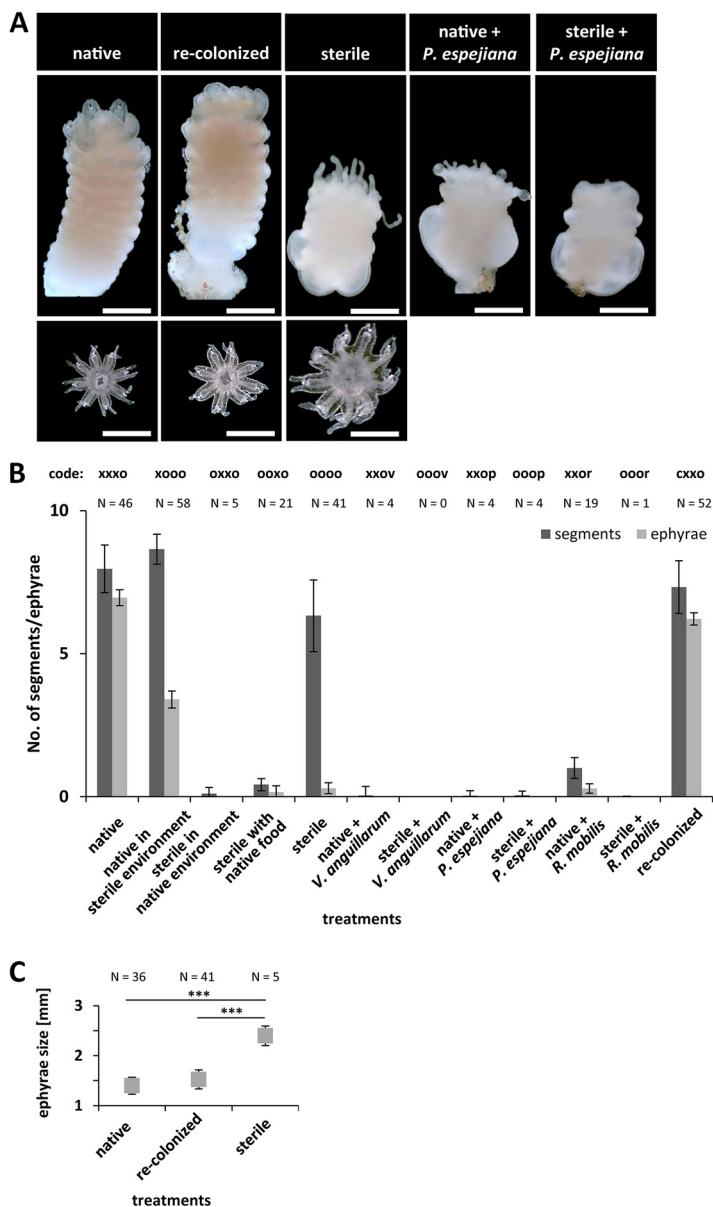 A
native
re-colonized
sterile
native +
P. espejiana
sterile +
P. espejiana
B
code: xxxo xooo oxxo ooxo oooo xxov ooov xxop ooop xxor ooor cxxo
N = 46 N = 58 N = 5 N = 21 N = 41 N = 4 N = 0 N = 4 N = 4 N = 19 N = 1 N = 52
10
5
0
No. of segments/ephyrae
segments ephyrae
native
native in
sterile environment
sterile in
native environment
sterile with
native food
sterile
native +
V. anguillarum
sterile +
V. anguillarum
native +
P. espejiana
sterile +
P. espejiana
native +
R. mobilis
sterile +
R. mobilis
re-colonized
treatments
C
N = 36 N = 41 N = 5
***
***
3
2
1
ephyrae size [mm]
native
re-colonized
sterile
treatments